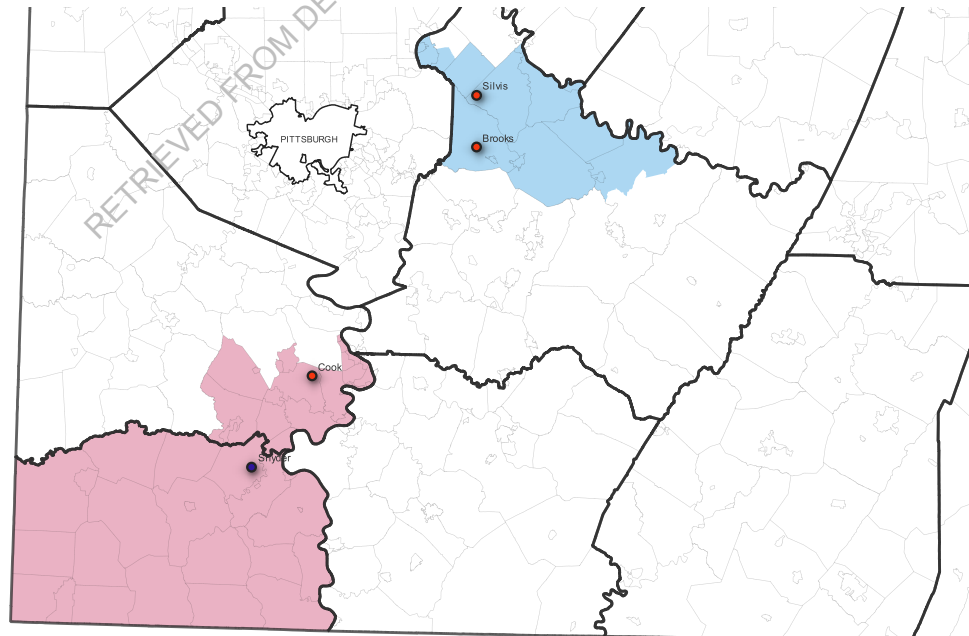 RETRIEVED FROM DE
Silvis
Brooks
PITTSBURGH
Cook
Snyder